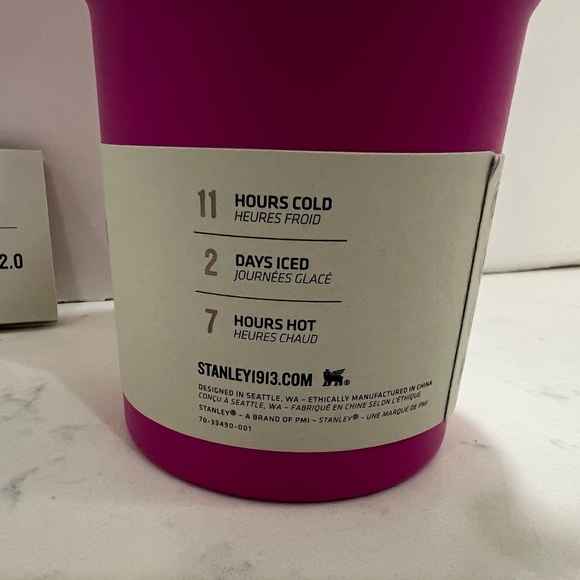 11 HOURS COLD
HEURES FROID
2 DAYS ICED
JOURNÉES GLACÉ
7 HOURS HOT
HEURES CHAUD
STANLEY1913.COM ®
DESIGNED IN SEATTLE, WA – ETHICALLY MANUFACTURED IN CHINA
CONÇU À SEATTLE, WA – FABRIQUÉ EN CHINE SELON L'ÉTHIQUE
STANLEY® – A BRAND OF PMI – STANLEY® – UNE MARQUE DE PMI
70-33490-001
2.0